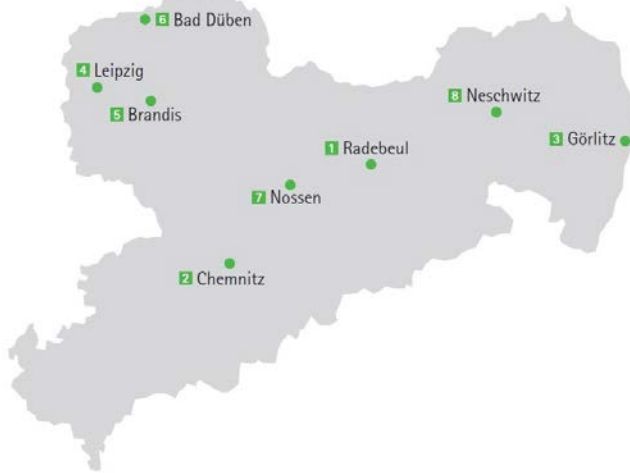 6 Bad Düben
4 Leipzig
5 Brandis
8 Neschwitz
3 Görlitz
1 Radebeul
7 Nossen
2 Chemnitz